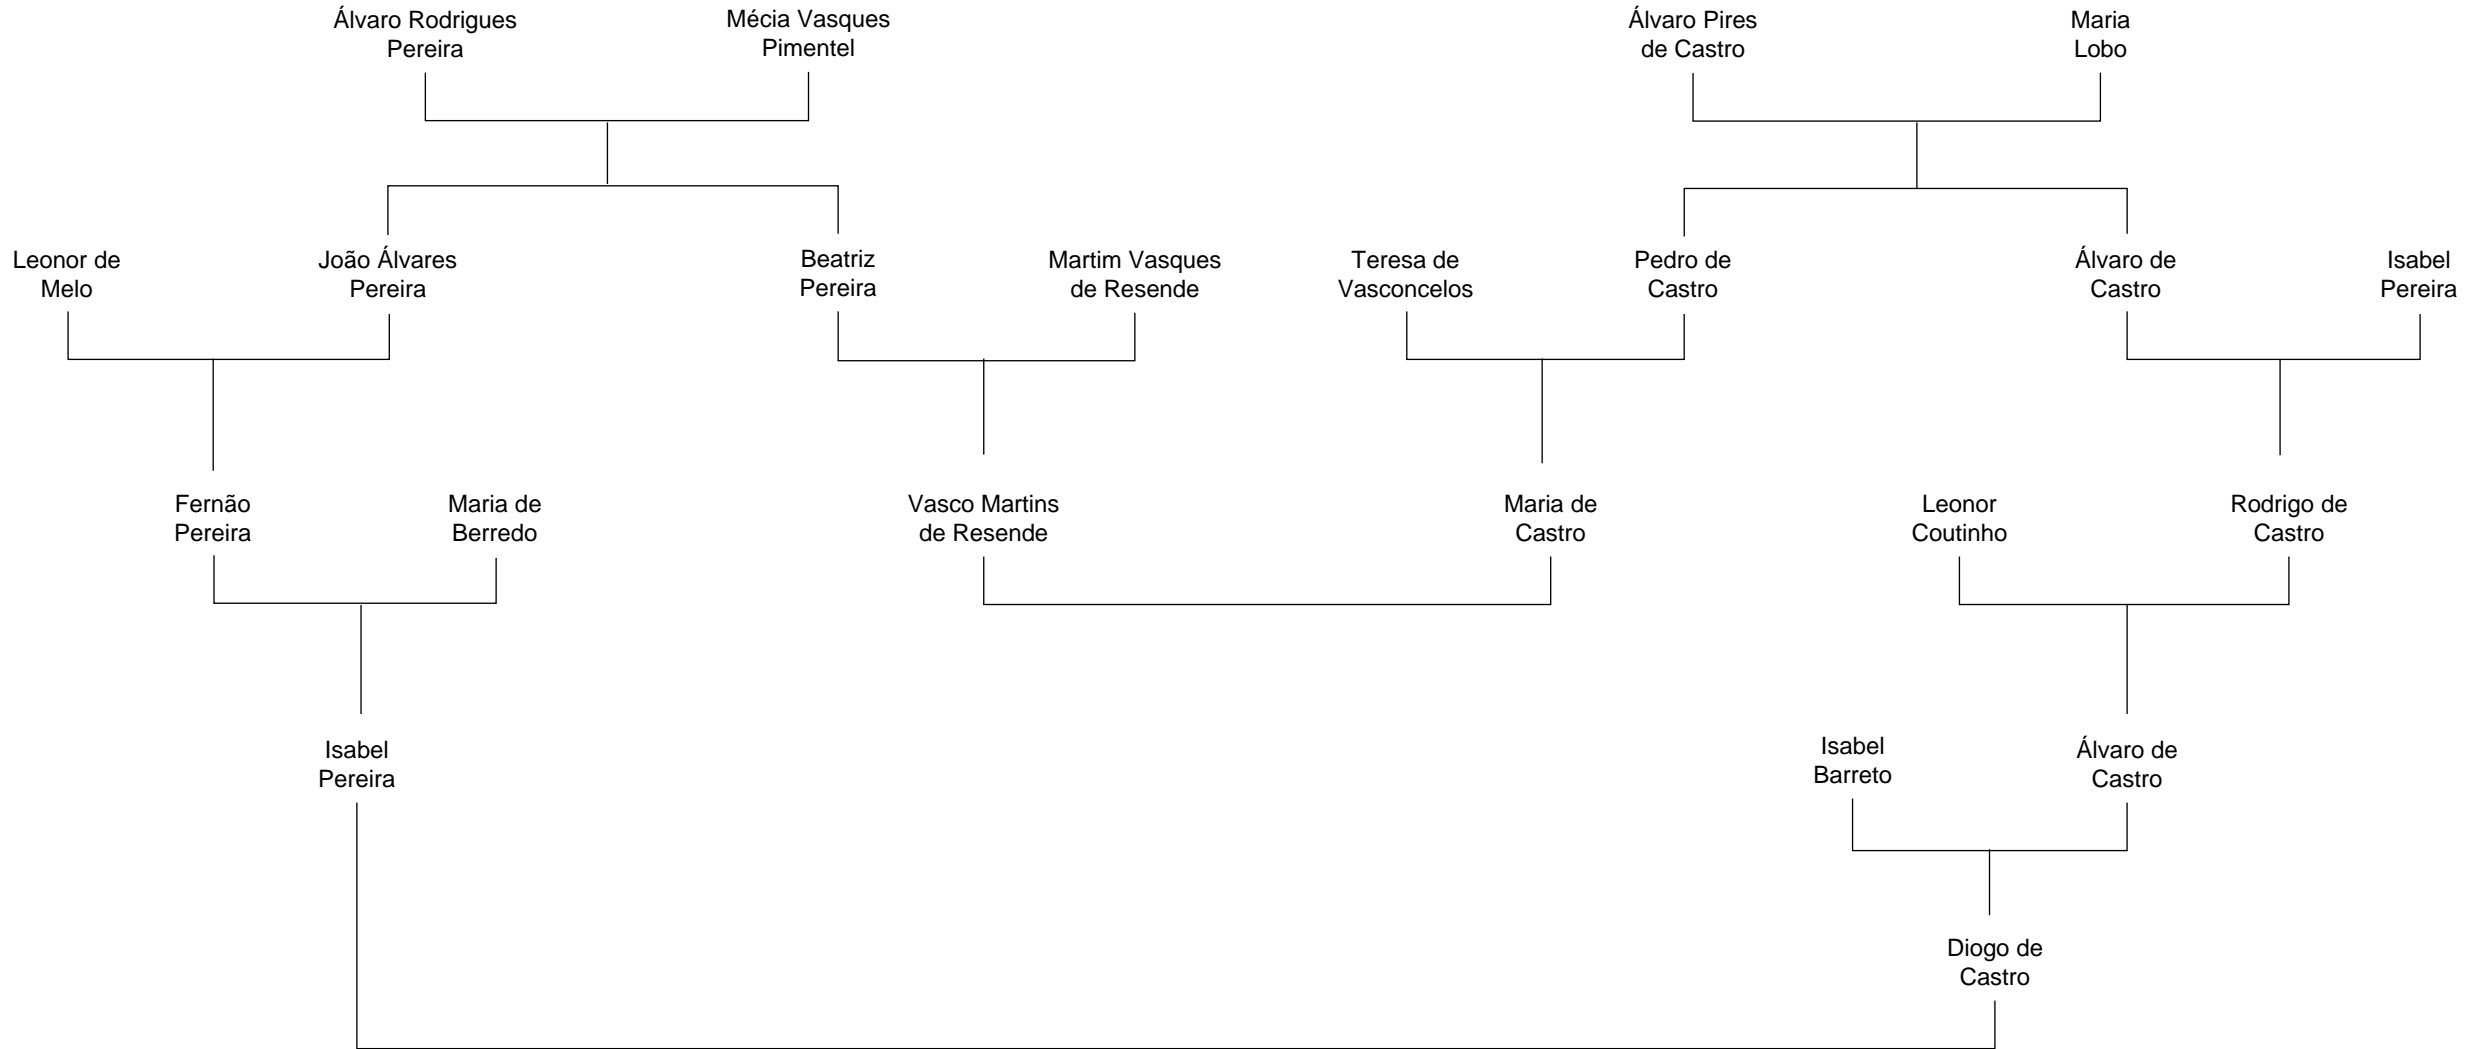 Álvaro Rodrigues
Pereira
Mécia Vasques
Pimentel
Álvaro Pires
de Castro
Maria
Lobo
Leonor de
Melo
João Álvares
Pereira
Beatriz
Pereira
Martim Vasques
de Resende
Teresa de
Vasconcelos
Pedro de
Castro
Álvaro de
Castro
Isabel
Pereira
Fernão
Pereira
Maria de
Berredo
Vasco Martins
de Resende
Maria de
Castro
Leonor
Coutinho
Rodrigo de
Castro
Isabel
Pereira
Isabel
Barreto
Álvaro de
Castro
Diogo de
Castro